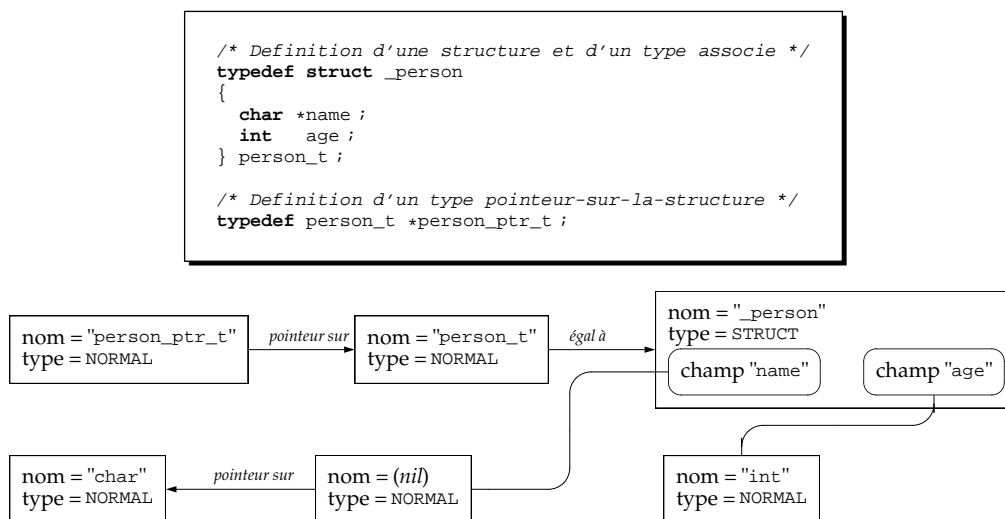 /* Definition d'une structure et d'un type associe */
typedef struct _person
{
char *name ;
int age ;
} person_t ;
/* Definition d'un type pointeur-sur-la-structure */
typedef person_t *person_ptr_t ;
nom = "person_ptr_t"
type = NORMAL
pointeur sur
nom = "person_t"
type = NORMAL
égal à
nom = "_person"
type = STRUCT
champ "name"
champ "age"
nom = "char"
type = NORMAL
pointeur sur
nom = (nil)
type = NORMAL
nom = "int"
type = NORMAL